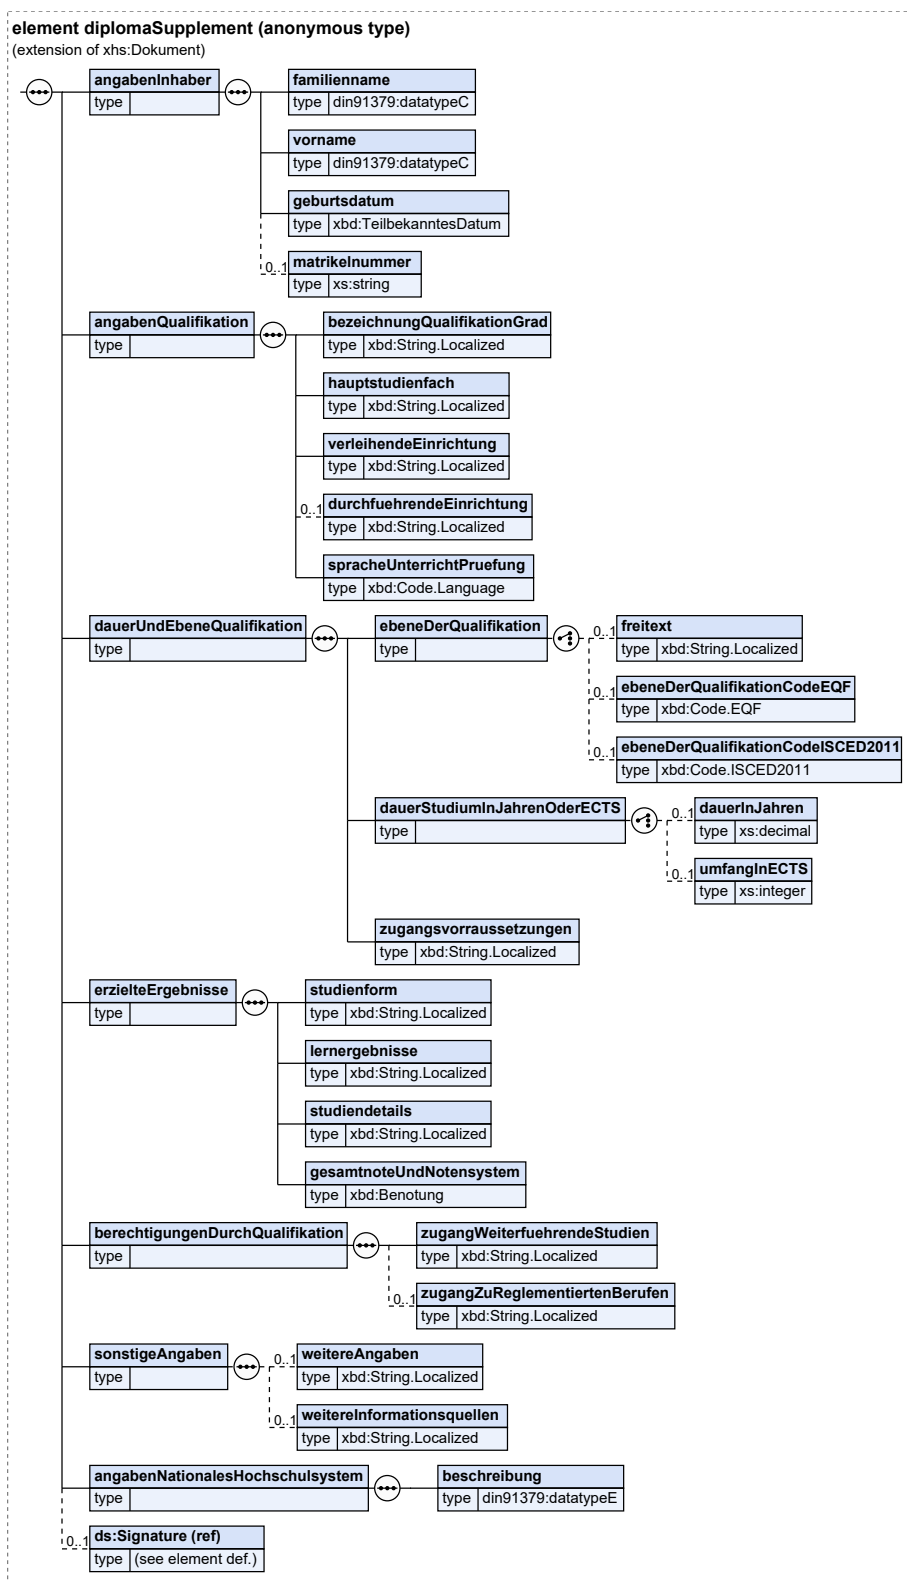 element diplomaSupplement (anonymous type)
(extension of xhs:Dokument)
angabenInhaber
type
familienname
type din91379:datatypeC
vorname
type din91379:datatypeC
geburtsdatum
type xbd:TeilbekanntesDatum
0..1
matrikelnummer
type xs:string
angabenQualifikation
type
bezeichnungQualifikationGrad
type xbd:String.Localized
hauptstudienfach
type xbd:String.Localized
verleihendeEinrichtung
type xbd:String.Localized
0..1
durchfuehrendeEinrichtung
type xbd:String.Localized
spracheUnterrichtPruefung
type xbd:Code.Language
dauerUndEbeneQualifikation
type
ebeneDerQualifikation
type
0..1
freitext
type xbd:String.Localized
0..1
ebeneDerQualifikationCodeEQF
type xbd:Code.EQF
0..1
ebeneDerQualifikationCodeISCED2011
type xbd:Code.ISCED2011
dauerStudiumInJahrenOderECTS
type
0..1
dauerInJahren
type xs:decimal
0..1
umfangInECTS
type xs:integer
zugangsvorraussetzungen
type xbd:String.Localized
erzielteErgebnisse
type
studienform
type xbd:String.Localized
lernergebnisse
type xbd:String.Localized
studiendetails
type xbd:String.Localized
gesamtnoteUndNotensystem
type xbd:Benotung
berechtigungenDurchQualifikation
type
zugangWeiterfuehrendeStudien
type xbd:String.Localized
0..1
zugangZuReglementiertenBerufen
type xbd:String.Localized
sonstigeAngaben
type
0..1
weitereAngaben
type xbd:String.Localized
0..1
weitereInformationsquellen
type xbd:String.Localized
angabenNationalesHochschulsystem
type
beschreibung
type din91379:datatypeE
0..1
ds:Signature (ref)
type (see element def.)